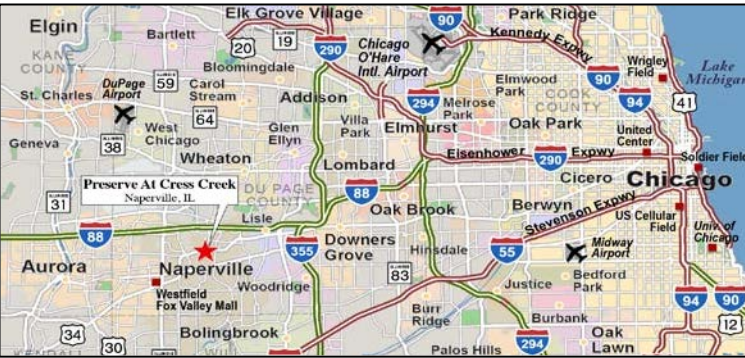 Elgin
Bartlett
Elk Grove Village
ILLINOIS 19
20
290
Chicago
O'Hare
Intl. Airport
90
Park Ridge
Kennedy Expwy
KANE
COUNTY
DuPage
Airport
ILLINOIS 59
Bloomingdale
Carol
Stream
Addison
294
Melrose
Park
Elmwood
Park
COOK
COUNTY
90
94
Wrigley
Field
Lake
Michigan
41
St. Charles
ILLINOIS 64
Villa
Park
Elmhurst
Oak Park
United
Center
Geneva
ILLINOIS 38
West
Chicago
Glen
Ellyn
Wheaton
Lombard
Eisenhower
290
Expwy
Cicero
Soldier Field
Chicago
Preserve At Cress Creek
Naperville, IL
DU PAGE
COUNTY
88
ILLINOIS 31
Lisle
Oak Brook
Berwyn
Stevenson Expwy
US Cellular
Field
Univ. of
Chicago
88
Aurora
Naperville
355
Downers
Grove
Hinsdale
55
Midway
Airport
Westfield
Fox Valley Mall
Woodridge
ILLINOIS 83
Justice
Bedford
Park
94
90
34
30
Bolingbrook
Burr
Ridge
Burbank
12
294
Palos Hills
Oak
Lawn